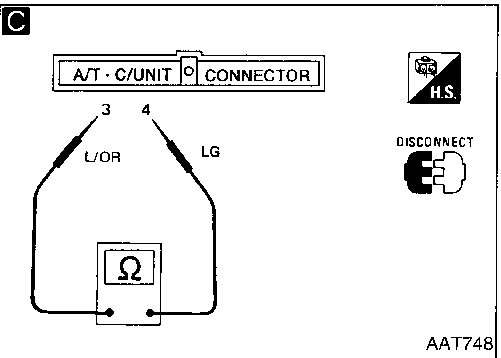 C
A/T • C/UNIT CONNECTOR
H.S.
3 4
DISCONNECT
L/OR LG
Ω
AAT748